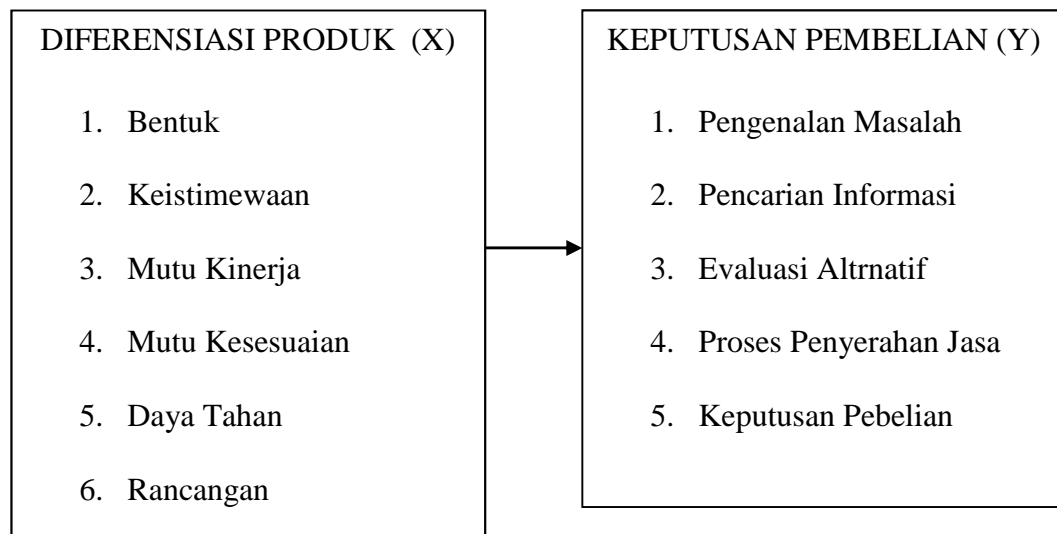 DIFERENSIASI PRODUK (X)
1. Bentuk
2. Keistimewaan
3. Mutu Kinerja
4. Mutu Kesesuaian
5. Daya Tahan
6. Rancangan
KEPUTUSAN PEMBELIAN (Y)
1. Pengenalan Masalah
2. Pencarian Informasi
3. Evaluasi Altrnatif
4. Proses Penyerahan Jasa
5. Keputusan Pebelian